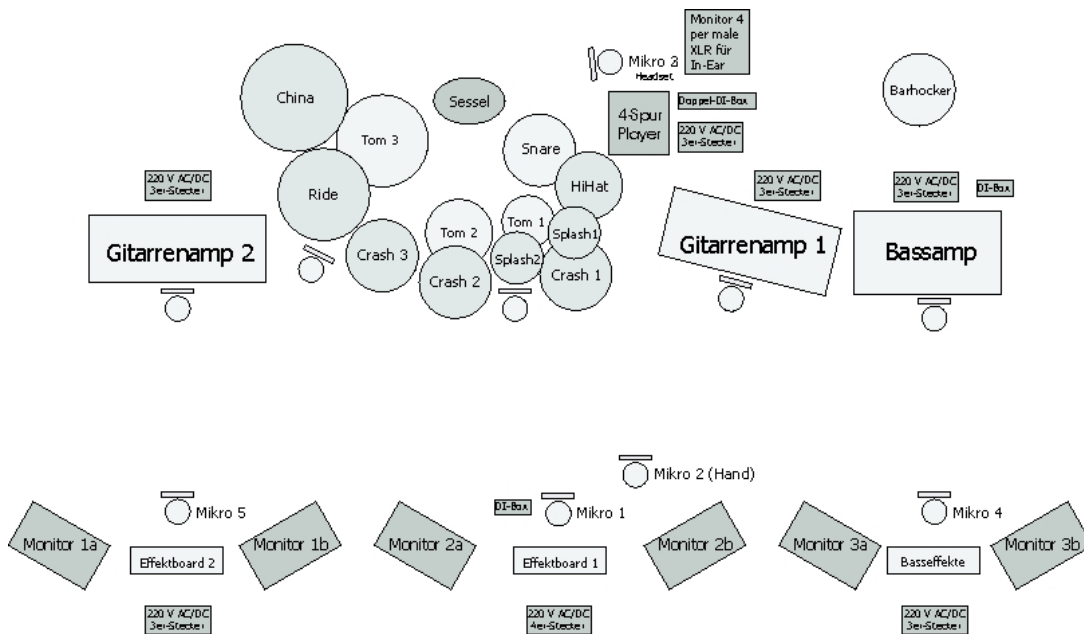 Monitor 4
per male
XLR für
In-Ear
Mikro 3
Headset
China
Sessel
Barhocker
4-Spur
Player
Doppel-DI-Box
220 V AC/DC
3er-Stecker
Tom 3
Snare
HiHat
Ride
220 V AC/DC
3er-Stecker
220 V AC/DC
3er-Stecker
220 V AC/DC
3er-Stecker
DI-Box
Gitarrenamp 2
Tom 2
Tom 1
Splash1
Splash2
Crash 3
Crash 2
Crash 1
Gitarrenamp 1
Bassamp
Mikro 2 (Hand)
Mikro 5
DI-Box
Mikro 1
Mikro 4
Monitor 1a
Monitor 1b
Monitor 2a
Monitor 2b
Monitor 3a
Monitor 3b
Effektboard 2
Effektboard 1
Basseffekte
220 V AC/DC
3er-Stecker
220 V AC/DC
4er-Stecker
220 V AC/DC
3er-Stecker